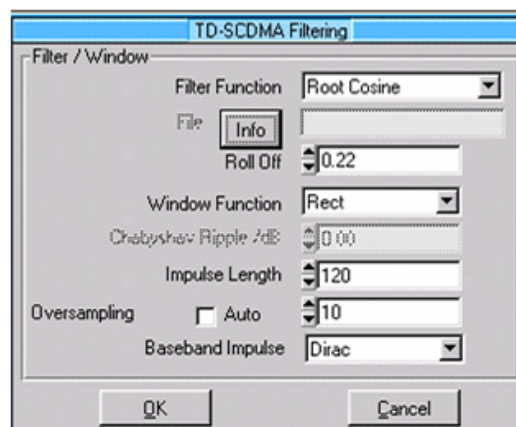 TD-SCDMA Filtering
Filter / Window
Filter Function Root Cosine
File Info
Roll Off 0.22
Window Function Rect
Chabyshav Ripple /dB 0.00
Impulse Length 120
Oversampling Auto 10
Baseband Impulse Dirac
OK Cancel